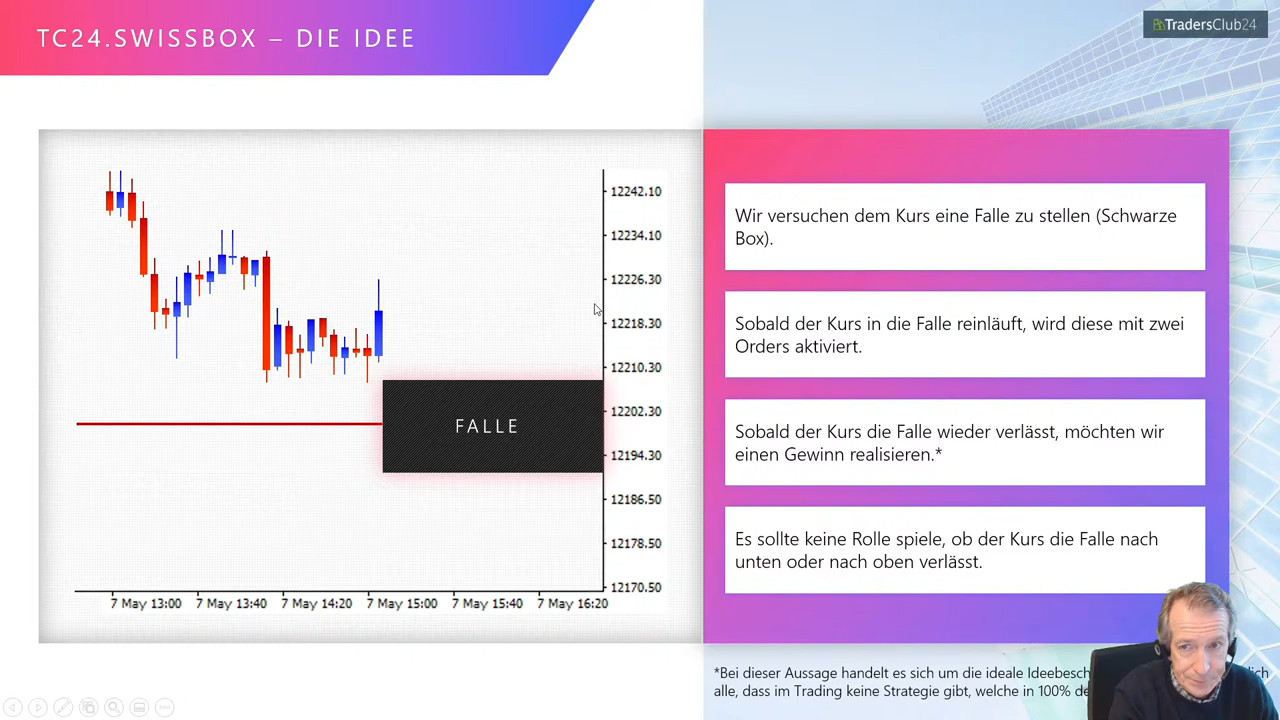 TC24.SWISSBOX – DIE IDEE
TradersClub24
12242.10
12234.10
12226.30
12218.30
12210.30
12202.30
12194.30
12186.50
12178.50
12170.50
FALLE
7 May 13:00 7 May 13:40 7 May 14:20 7 May 15:00 7 May 15:40 7 May 16:20
Wir versuchen dem Kurs eine Falle zu stellen (Schwarze
Box).
Sobald der Kurs in die Falle reinläuft, wird diese mit zwei
Orders aktiviert.
Sobald der Kurs die Falle wieder verlässt, möchten wir
einen Gewinn realisieren.*
Es sollte keine Rolle spiele, ob der Kurs die Falle nach
unten oder nach oben verlässt.
*Bei dieser Aussage handelt es sich um die ideale
alle, dass im Trading keine Strategie gibt, welche in 100%